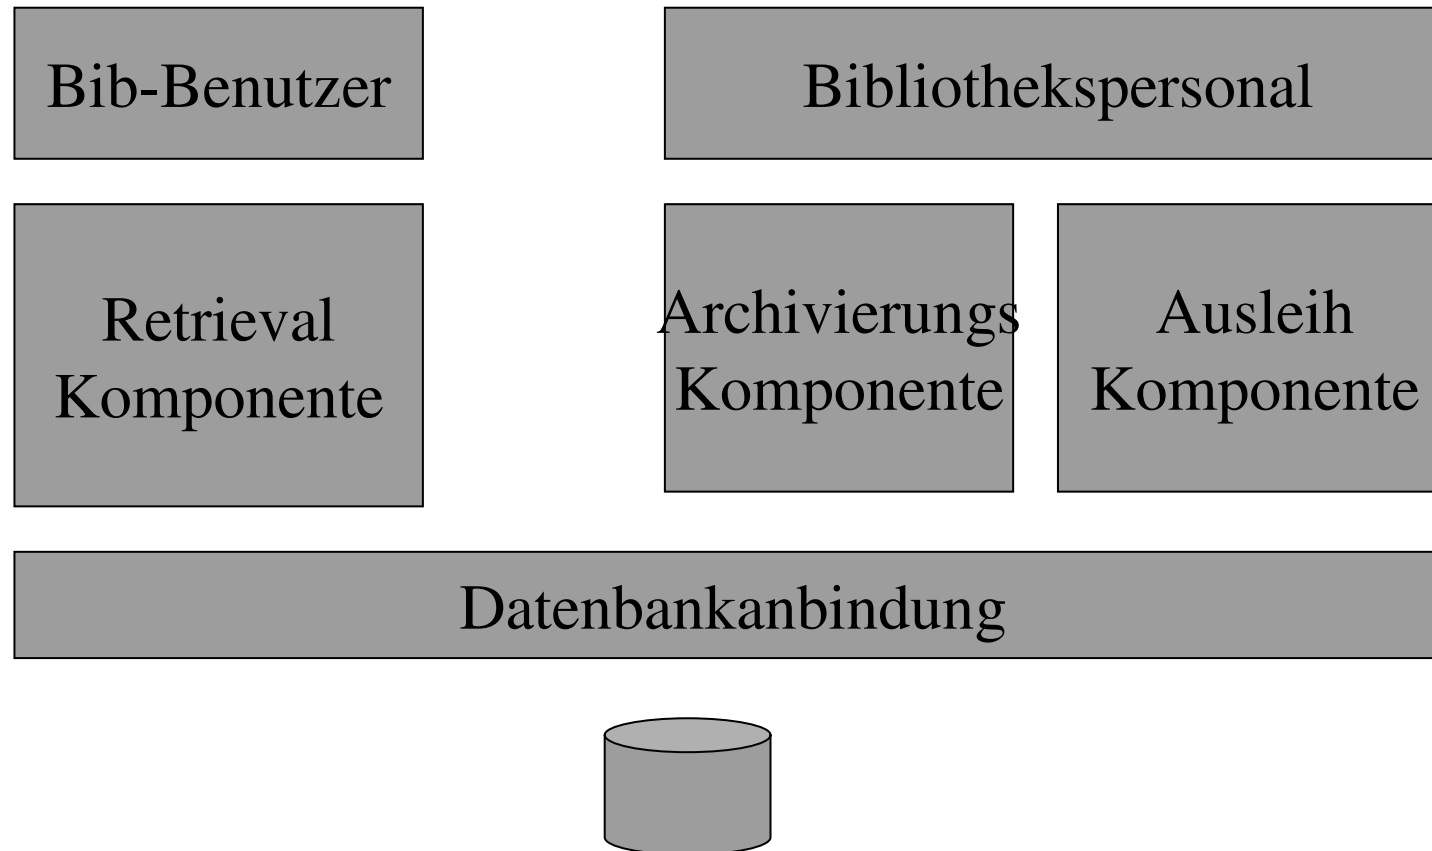 Bib-Benutzer
Bibliothekspersonal
Retrieval
Komponente
Archivierungs
Komponente
Ausleih
Komponente
Datenbankanbindung